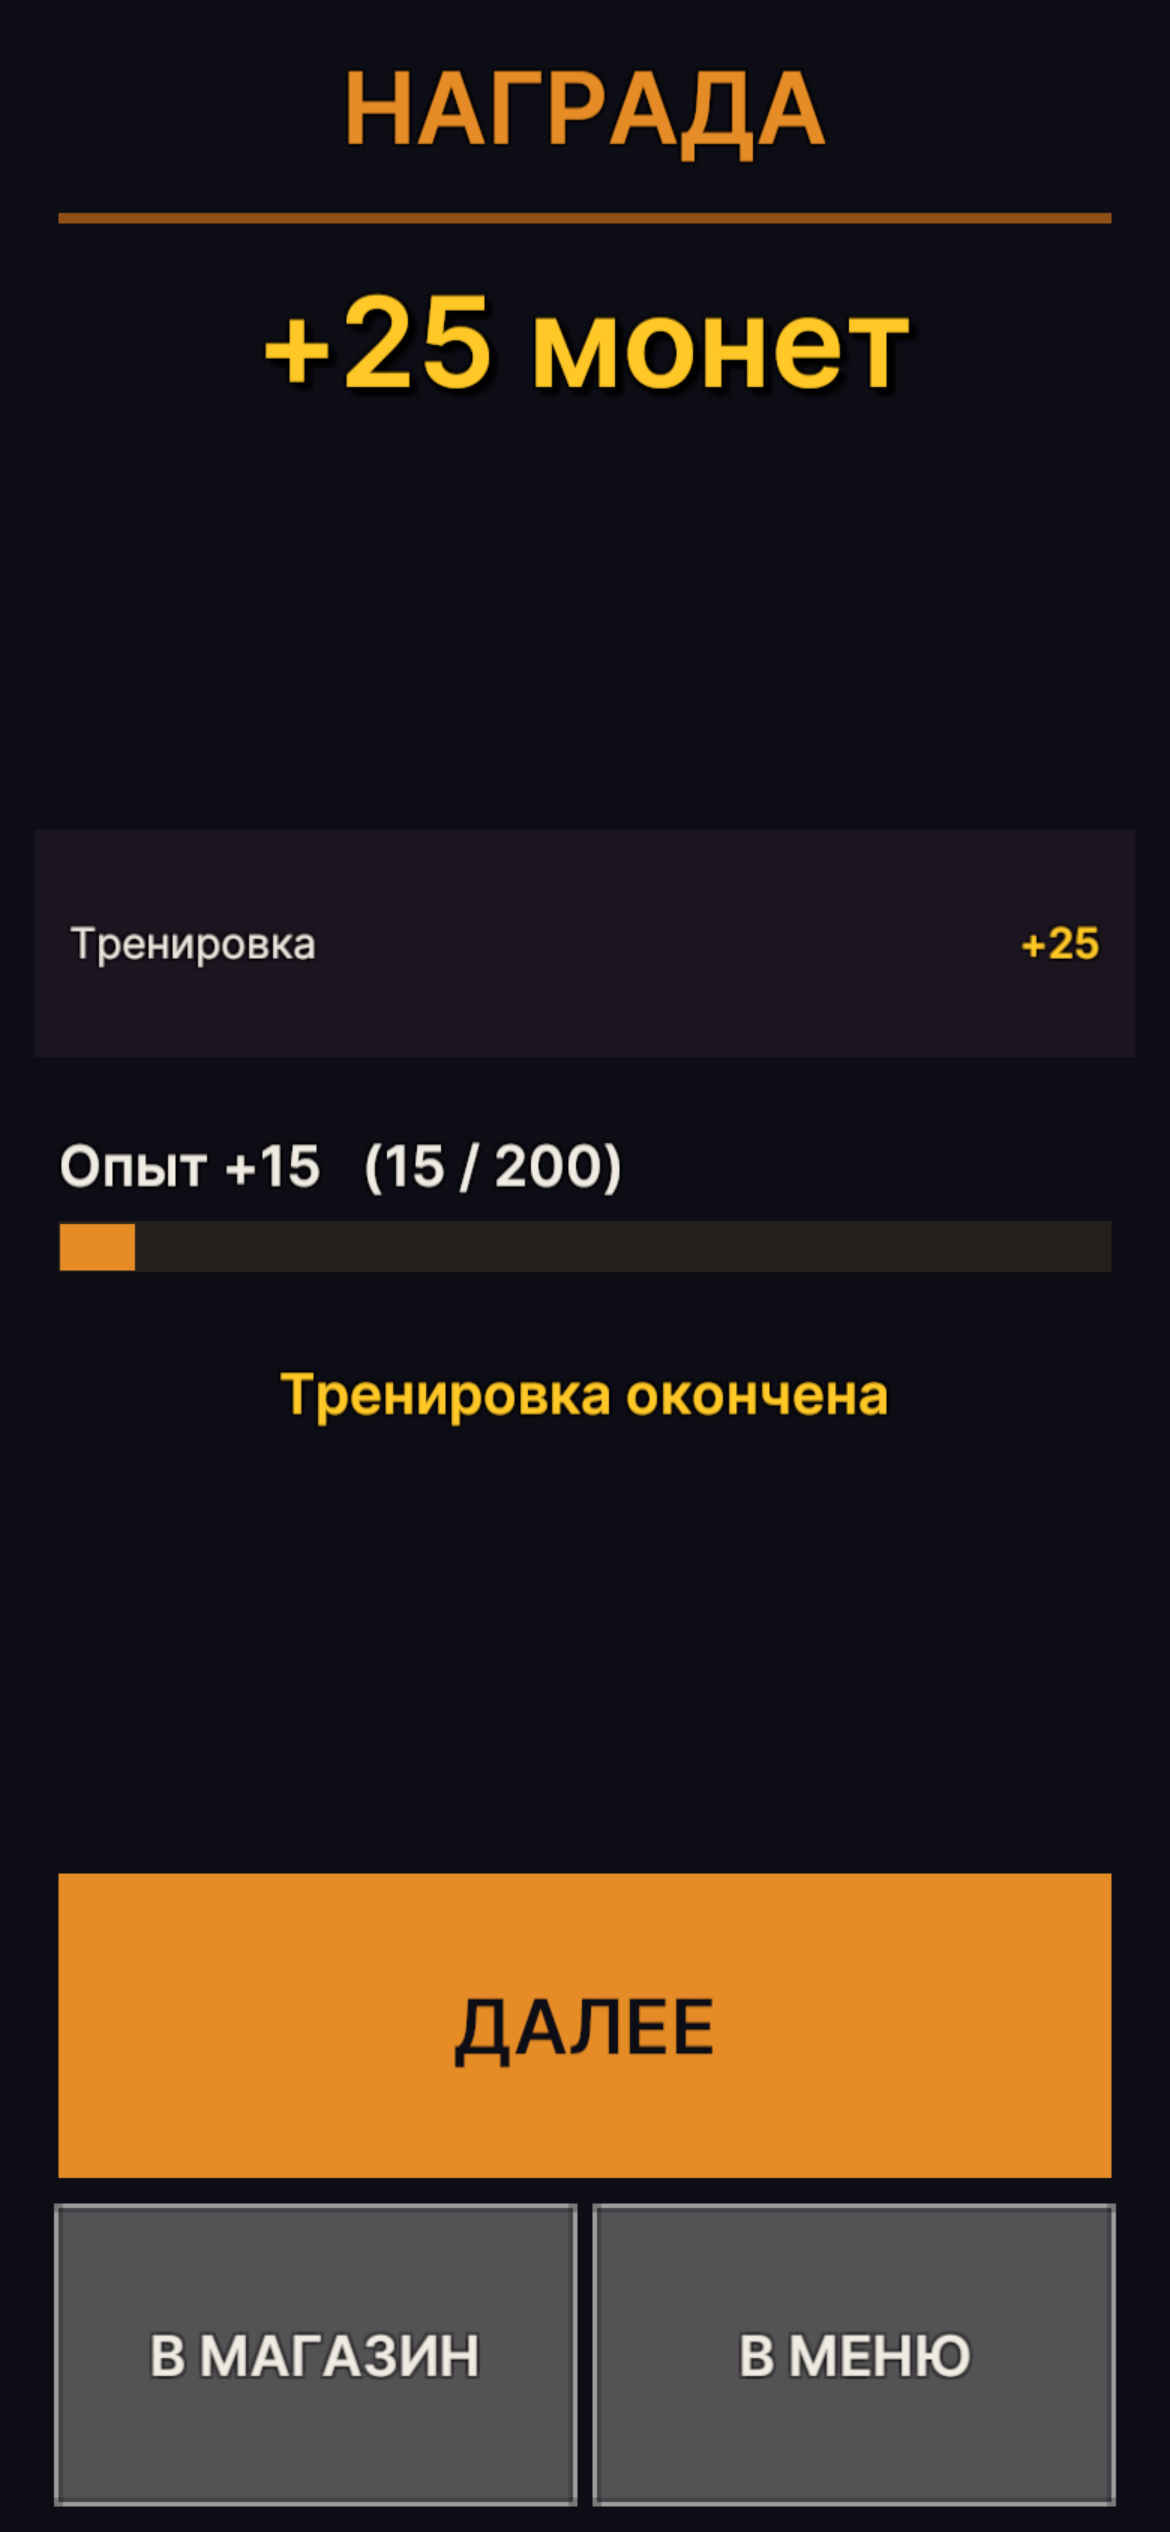 НАГРАДА
+25 монет
Тренировка +25
Опыт +15 (15 / 200)
Тренировка окончена
ДАЛЕЕ
В МАГАЗИН
В МЕНЮ